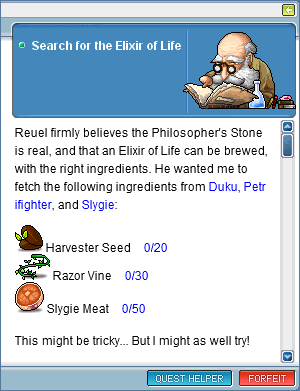 Search for the Elixir of Life
Reuel firmly believes the Philosopher's Stone
is real, and that an Elixir of Life can be brewed,
with the right ingredients. He wanted me to
fetch the following ingredients from Duku, Petr
ifighter, and Slygie:
Harvester Seed 0/20
Razor Vine 0/30
Slygie Meat 0/50
This might be tricky... But I might as well try!
QUEST HELPER FORFEIT